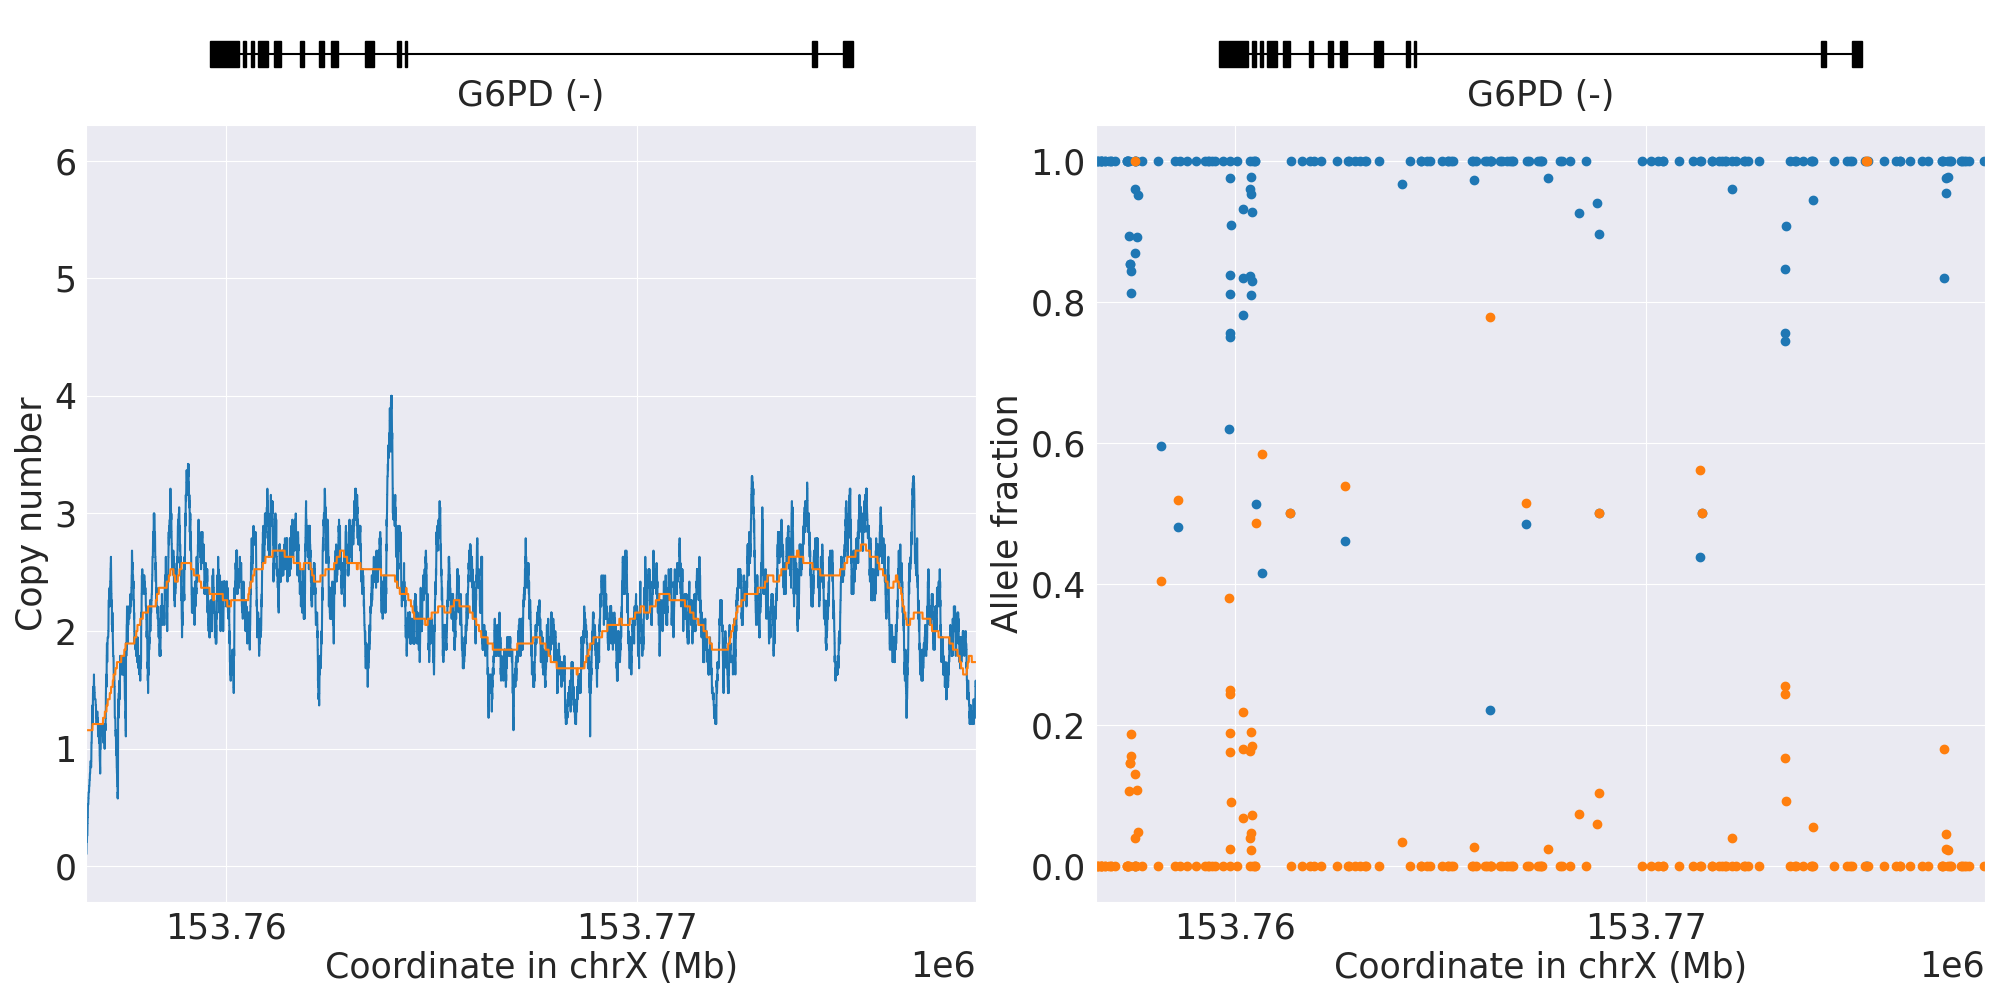 G6PD (-)
6
5
4
3
2
1
0
Copy number
153.76
153.77
Coordinate in chrX (Mb)
1e6
G6PD (-)
1.0
0.8
0.6
0.4
0.2
0.0
Allele fraction
153.76
153.77
Coordinate in chrX (Mb)
1e6